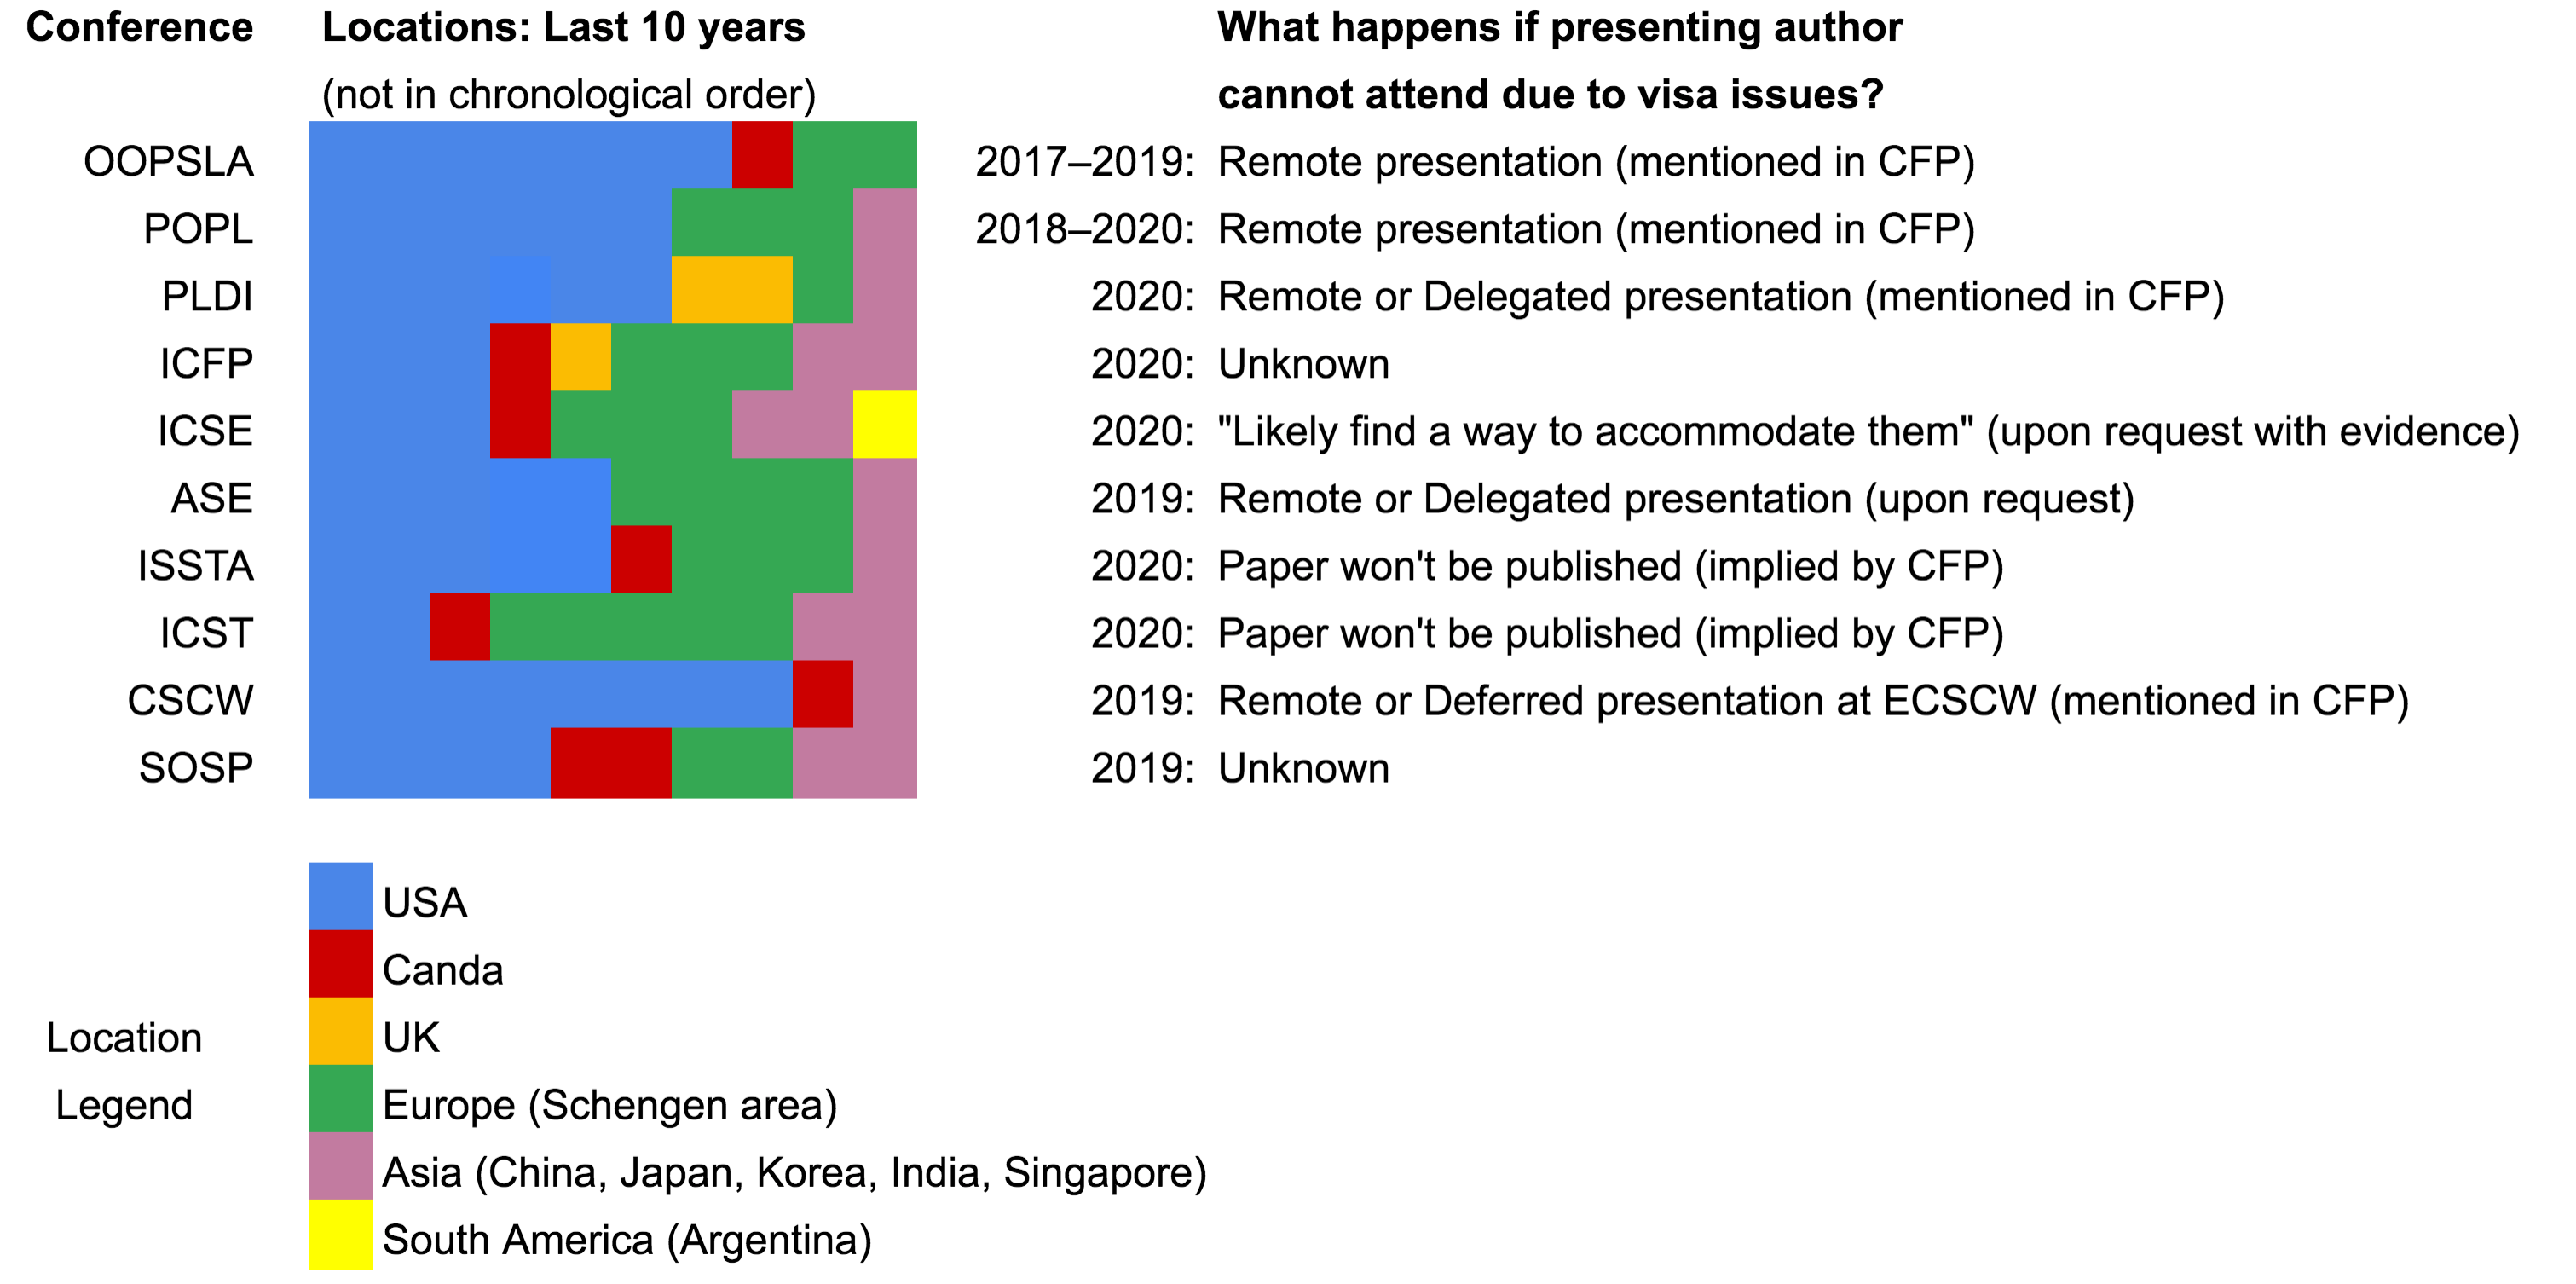 Conference Locations: Last 10 years What happens if presenting author
(not in chronological order) cannot attend due to visa issues?
OOPSLA 2017–2019: Remote presentation (mentioned in CFP)
POPL 2018–2020: Remote presentation (mentioned in CFP)
PLDI 2020: Remote or Delegated presentation (mentioned in CFP)
ICFP 2020: Unknown
ICSE 2020: "Likely find a way to accommodate them" (upon request with evidence)
ASE 2019: Remote or Delegated presentation (upon request)
ISSTA 2020: Paper won't be published (implied by CFP)
ICST 2020: Paper won't be published (implied by CFP)
CSCW 2019: Remote or Deferred presentation at ECSCW (mentioned in CFP)
SOSP 2019: Unknown
USA
Canda
Location UK
Legend Europe (Schengen area)
Asia (China, Japan, Korea, India, Singapore)
South America (Argentina)